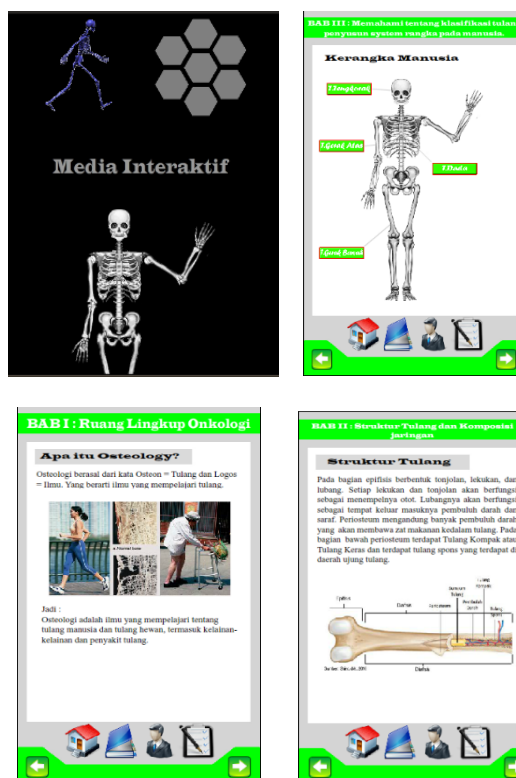 Media Interaktif
BAB III : Memahami tentang klasifikasi tulan
penyusun system rangka pada manusia.
Kerangka Manusia
T.Tengkorak
T.Gerak Atas
T.Dada
T.Gerak Bawah
BAB I : Ruang Lingkup Onkologi
Apa itu Osteology?
Osteologi berasal dari kata Osteon = Tulang dan Logos
= Ilmu. Yang berarti ilmu yang mempelajari tulang.
Jadi :
Osteologi adalah ilmu yang mempelajari tentang
tulang manusia dan tulang hewan, termasuk kelainan-
kelainan dan penyakit tulang.
BAB II : Struktur Tulang dan Komposisi
jaringan
Struktur Tulang
Pada bagian epifisis berbentuk tonjolan, lekukan, dan
lubang. Setiap lekukan dan tonjolan akan berfungsi
sebagai menempelnya otot. Lubangnya akan berfungsi
sebagai tempat keluar masuknya pembuluh darah dan
saraf. Periosteum mengandung banyak pembuluh darah
yang akan membawa zat makanan kedalam tulang. Pada
bagian bawah periosteum terdapat Tulang Kompak atau
Tulang Keras dan terdapat tulang spons yang terdapat di
daerah ujung tulang.